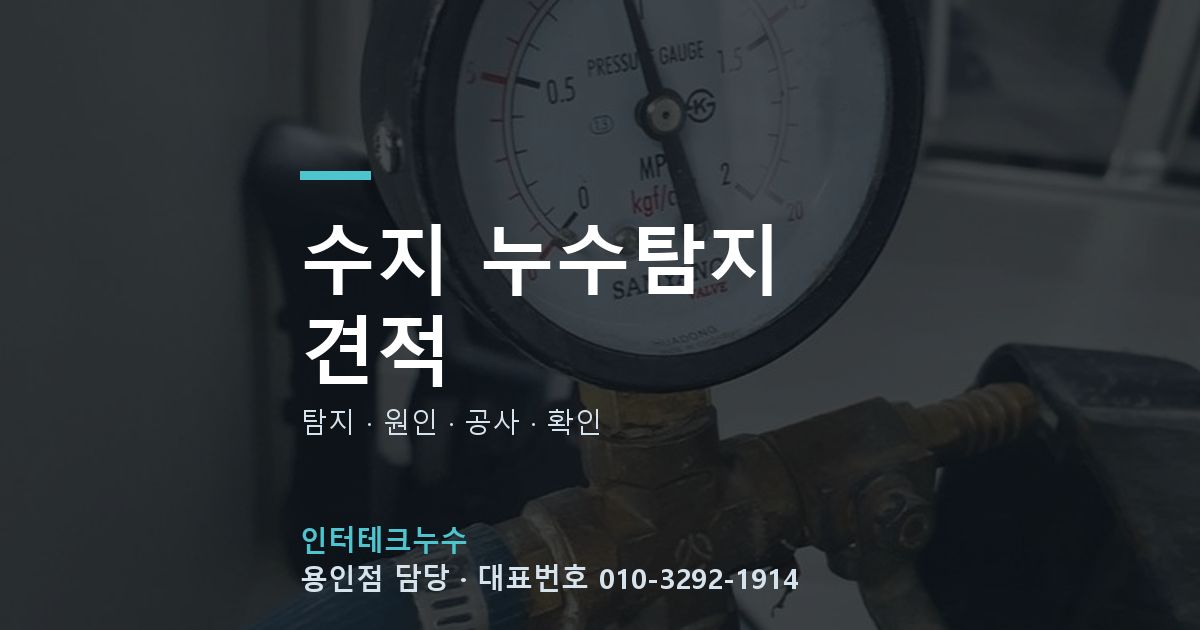 PRESSURE GAUGE
0.5
1.5
0
2
20
수지 누수탐지
견적
탐지 · 원인 · 공사 · 확인
VALVE
HUADONG
인터테크누수
용인점 담당 · 대표번호 010-3292-1914